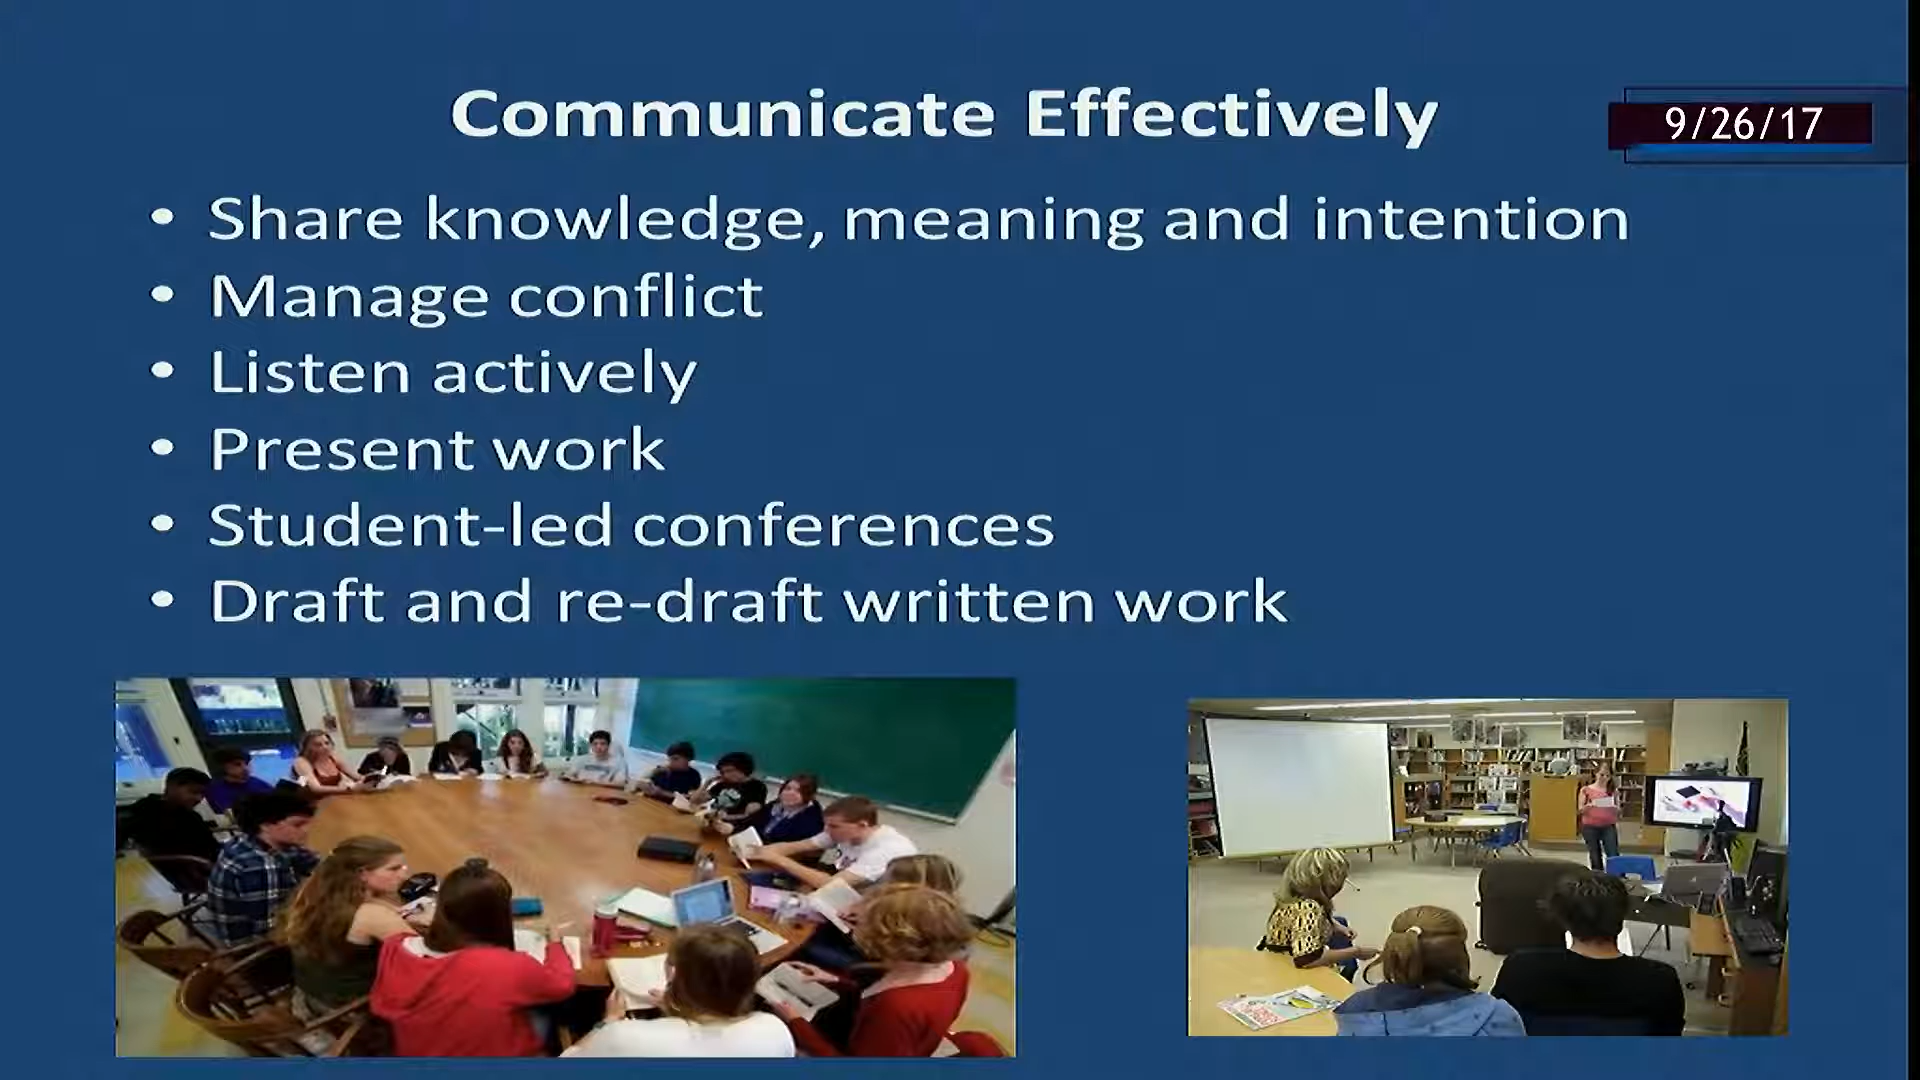 Communicate Effectively
9/26/17
• Share knowledge, meaning and intention
• Manage conflict
• Listen actively
• Present work
• Student-led conferences
• Draft and re-draft written work